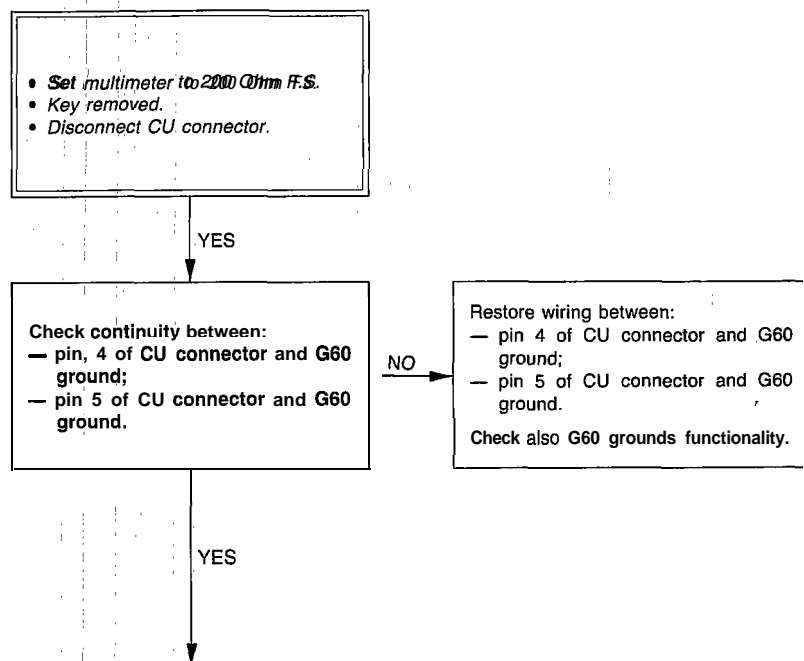 • Set multimeter to 200 Ohm F.S.
• Key removed.
• Disconnect CU connector.
YES
Check continuity between:
— pin, 4 of CU connector and G60
ground;
— pin 5 of CU connector and G60
ground.
NO
Restore wiring between:
— pin 4 of CU connector and G60
ground;
— pin 5 of CU connector and G60
ground.
Check also G60 grounds functionality.
YES